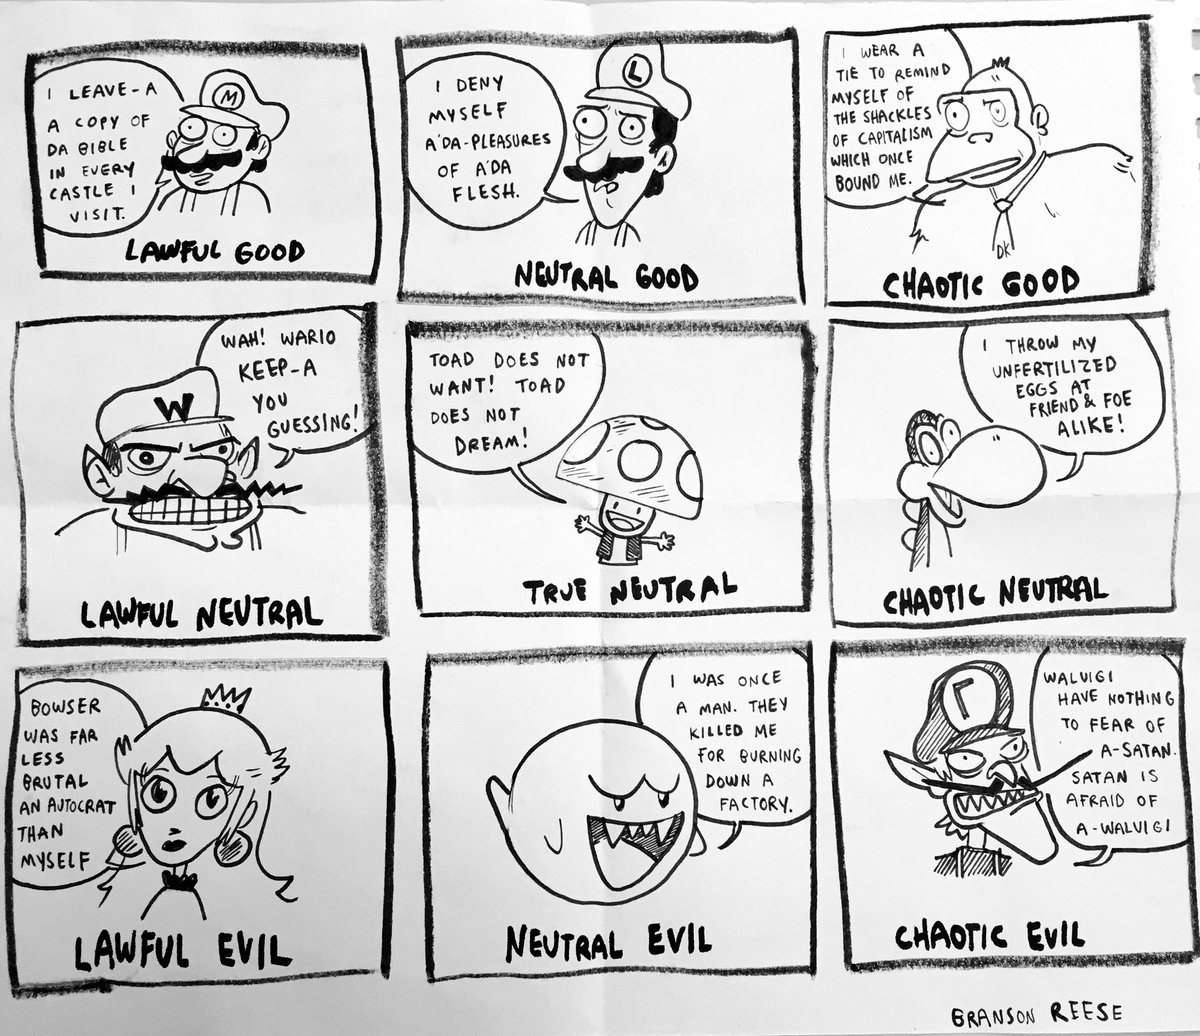 I LEAVE-A
A COPY OF
DA BIBLE
IN EVERY
CASTLE I
VISIT.
M
LAWFUL GOOD
I DENY
MYSELF
A'DA-PLEASURES
OF A'DA
FLESH.
L
NEUTRAL GOOD
I WEAR A
TIE TO REMIND
MYSELF OF
THE SHACKLES
OF CAPITALISM
WHICH ONCE
BOUND ME.
DK
CHAOTIC GOOD
WAH! WARIO
KEEP-A
YOU
GUESSING!
W
LAWFUL NEUTRAL
TOAD DOES NOT
WANT! TOAD
DOES NOT
DREAM!
TRUE NEUTRAL
I THROW MY
UNFERTILIZED
EGGS AT
FRIEND & FOE
ALIKE!
CHAOTIC NEUTRAL
BOWSER
WAS FAR
LESS
BRUTAL
AN AUTOCRAT
THAN
MYSELF
LAWFUL EVIL
I WAS ONCE
A MAN. THEY
KILLED ME
FOR BURNING
DOWN A
FACTORY.
NEUTRAL EVIL
WALUIGI
HAVE NOTHING
TO FEAR OF
A-SATAN.
SATAN IS
AFRAID OF
A-WALUIGI
Γ
CHAOTIC EVIL
BRANSON REESE